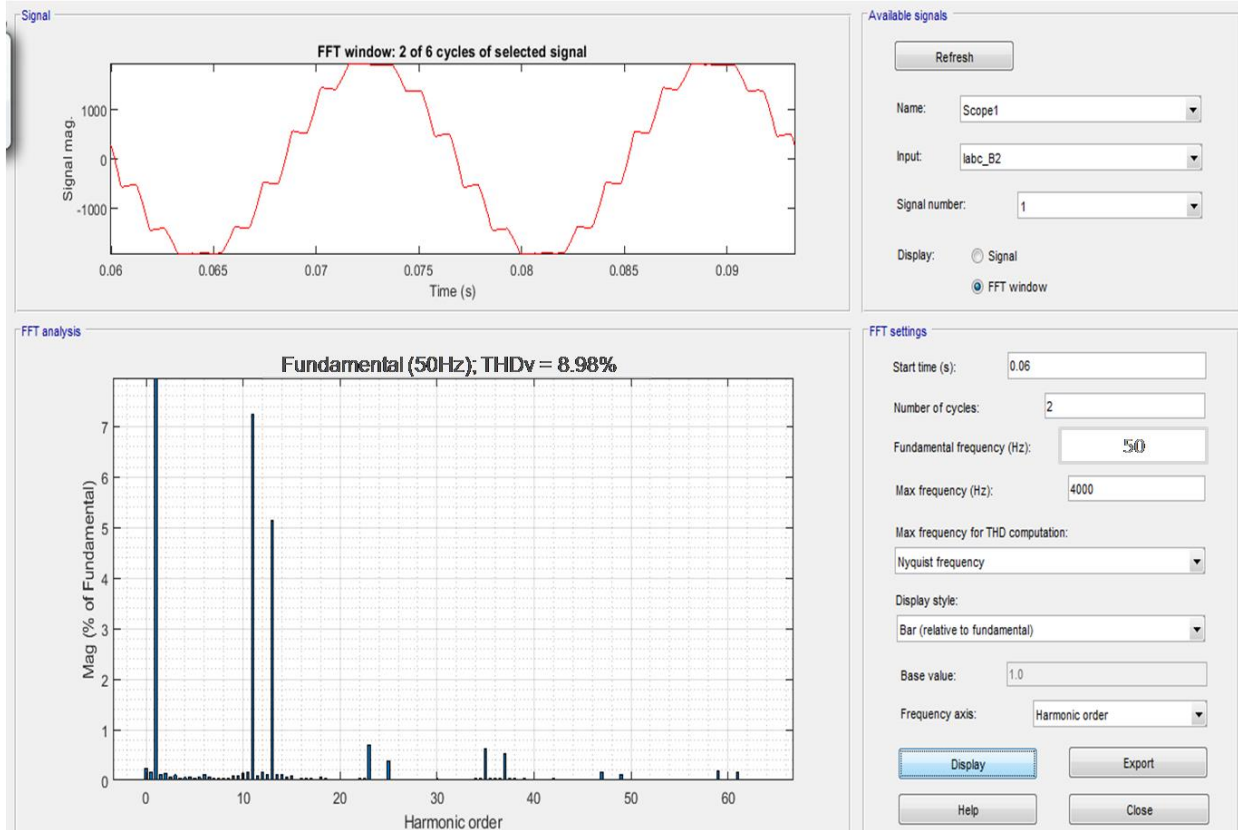 Signal
FFT window: 2 of 6 cycles of selected signal
1000
0
-1000
Signal mag.
0.06 0.065 0.07 0.075 0.08 0.085 0.09
Time (s)
Available signals
Refresh
Name: Scope1
Input: Iabc_B2
Signal number: 1
Display: Signal
FFT window
FFT analysis
Fundamental (50Hz); THDv = 8.98%
7
6
5
4
3
2
1
0
Mag (% of Fundamental)
0 10 20 30 40 50 60
Harmonic order
FFT settings
Start time (s): 0.06
Number of cycles: 2
Fundamental frequency (Hz): 50
Max frequency (Hz): 4000
Max frequency for THD computation:
Nyquist frequency
Display style:
Bar (relative to fundamental)
Base value: 1.0
Frequency axis: Harmonic order
Display Export
Help Close